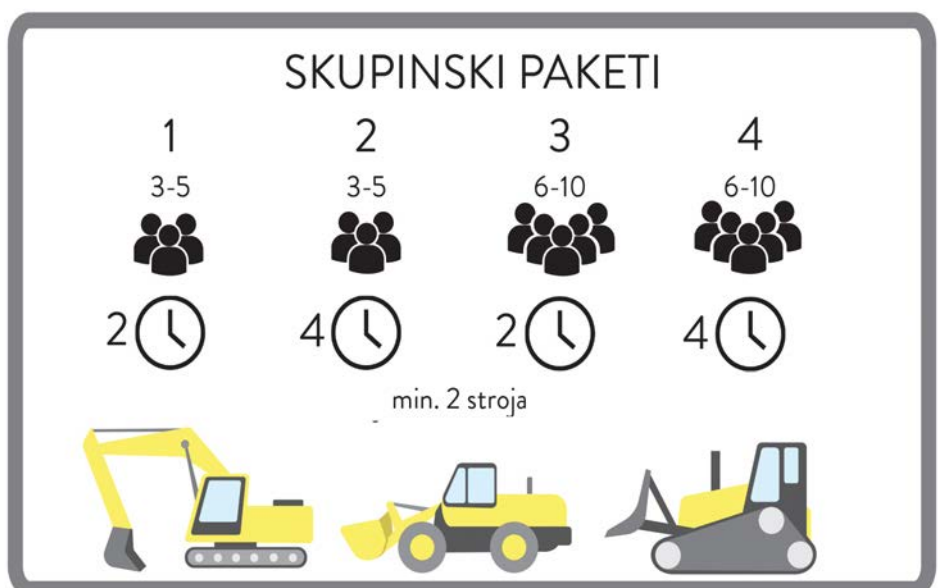 SKUPINSKI PAKETI
1 2 3 4
3-5 3-5 6-10 6-10
2 4 2 4
min. 2 stroja